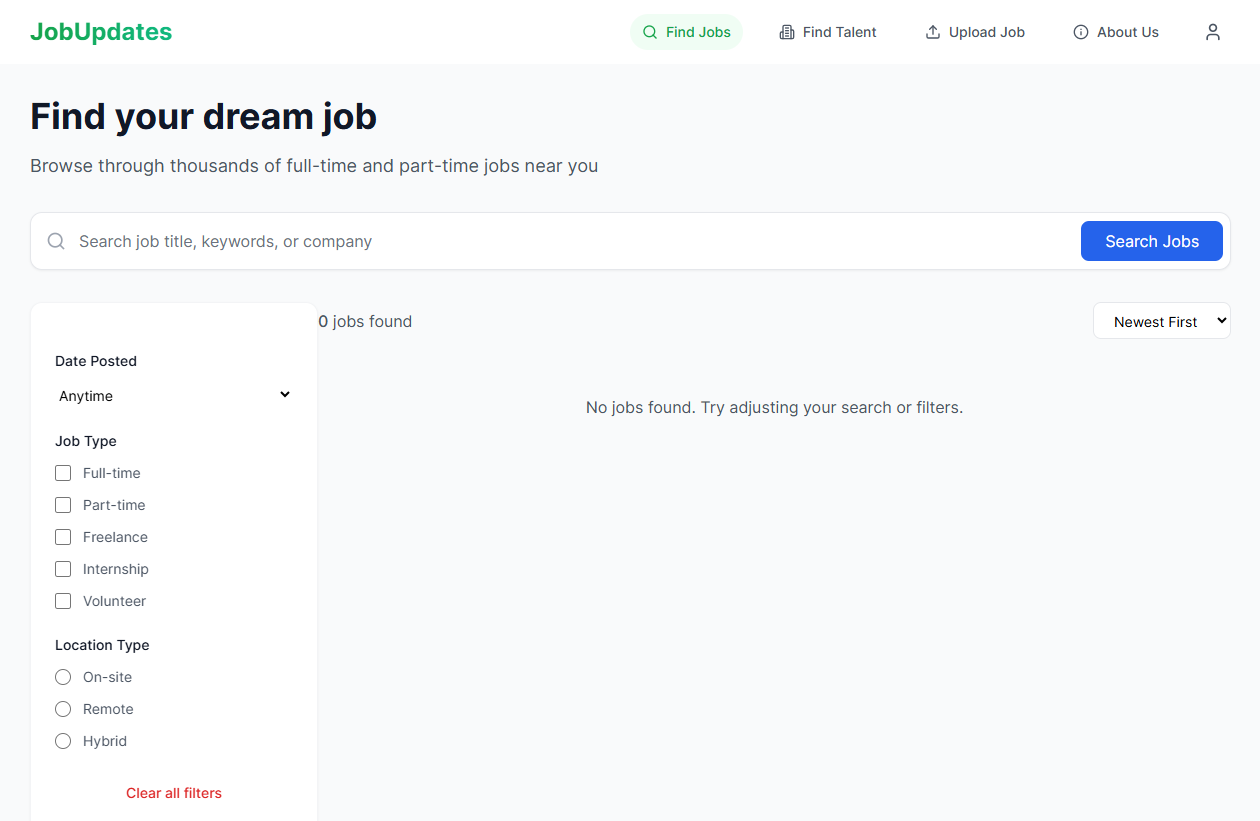 JobUpdates
Find Jobs
Find Talent
Upload Job
About Us
Find your dream job
Browse through thousands of full-time and part-time jobs near you
Search job title, keywords, or company
Search Jobs
0 jobs found
Newest First
Date Posted
Anytime
No jobs found. Try adjusting your search or filters.
Job Type
Full-time
Part-time
Freelance
Internship
Volunteer
Location Type
On-site
Remote
Hybrid
Clear all filters